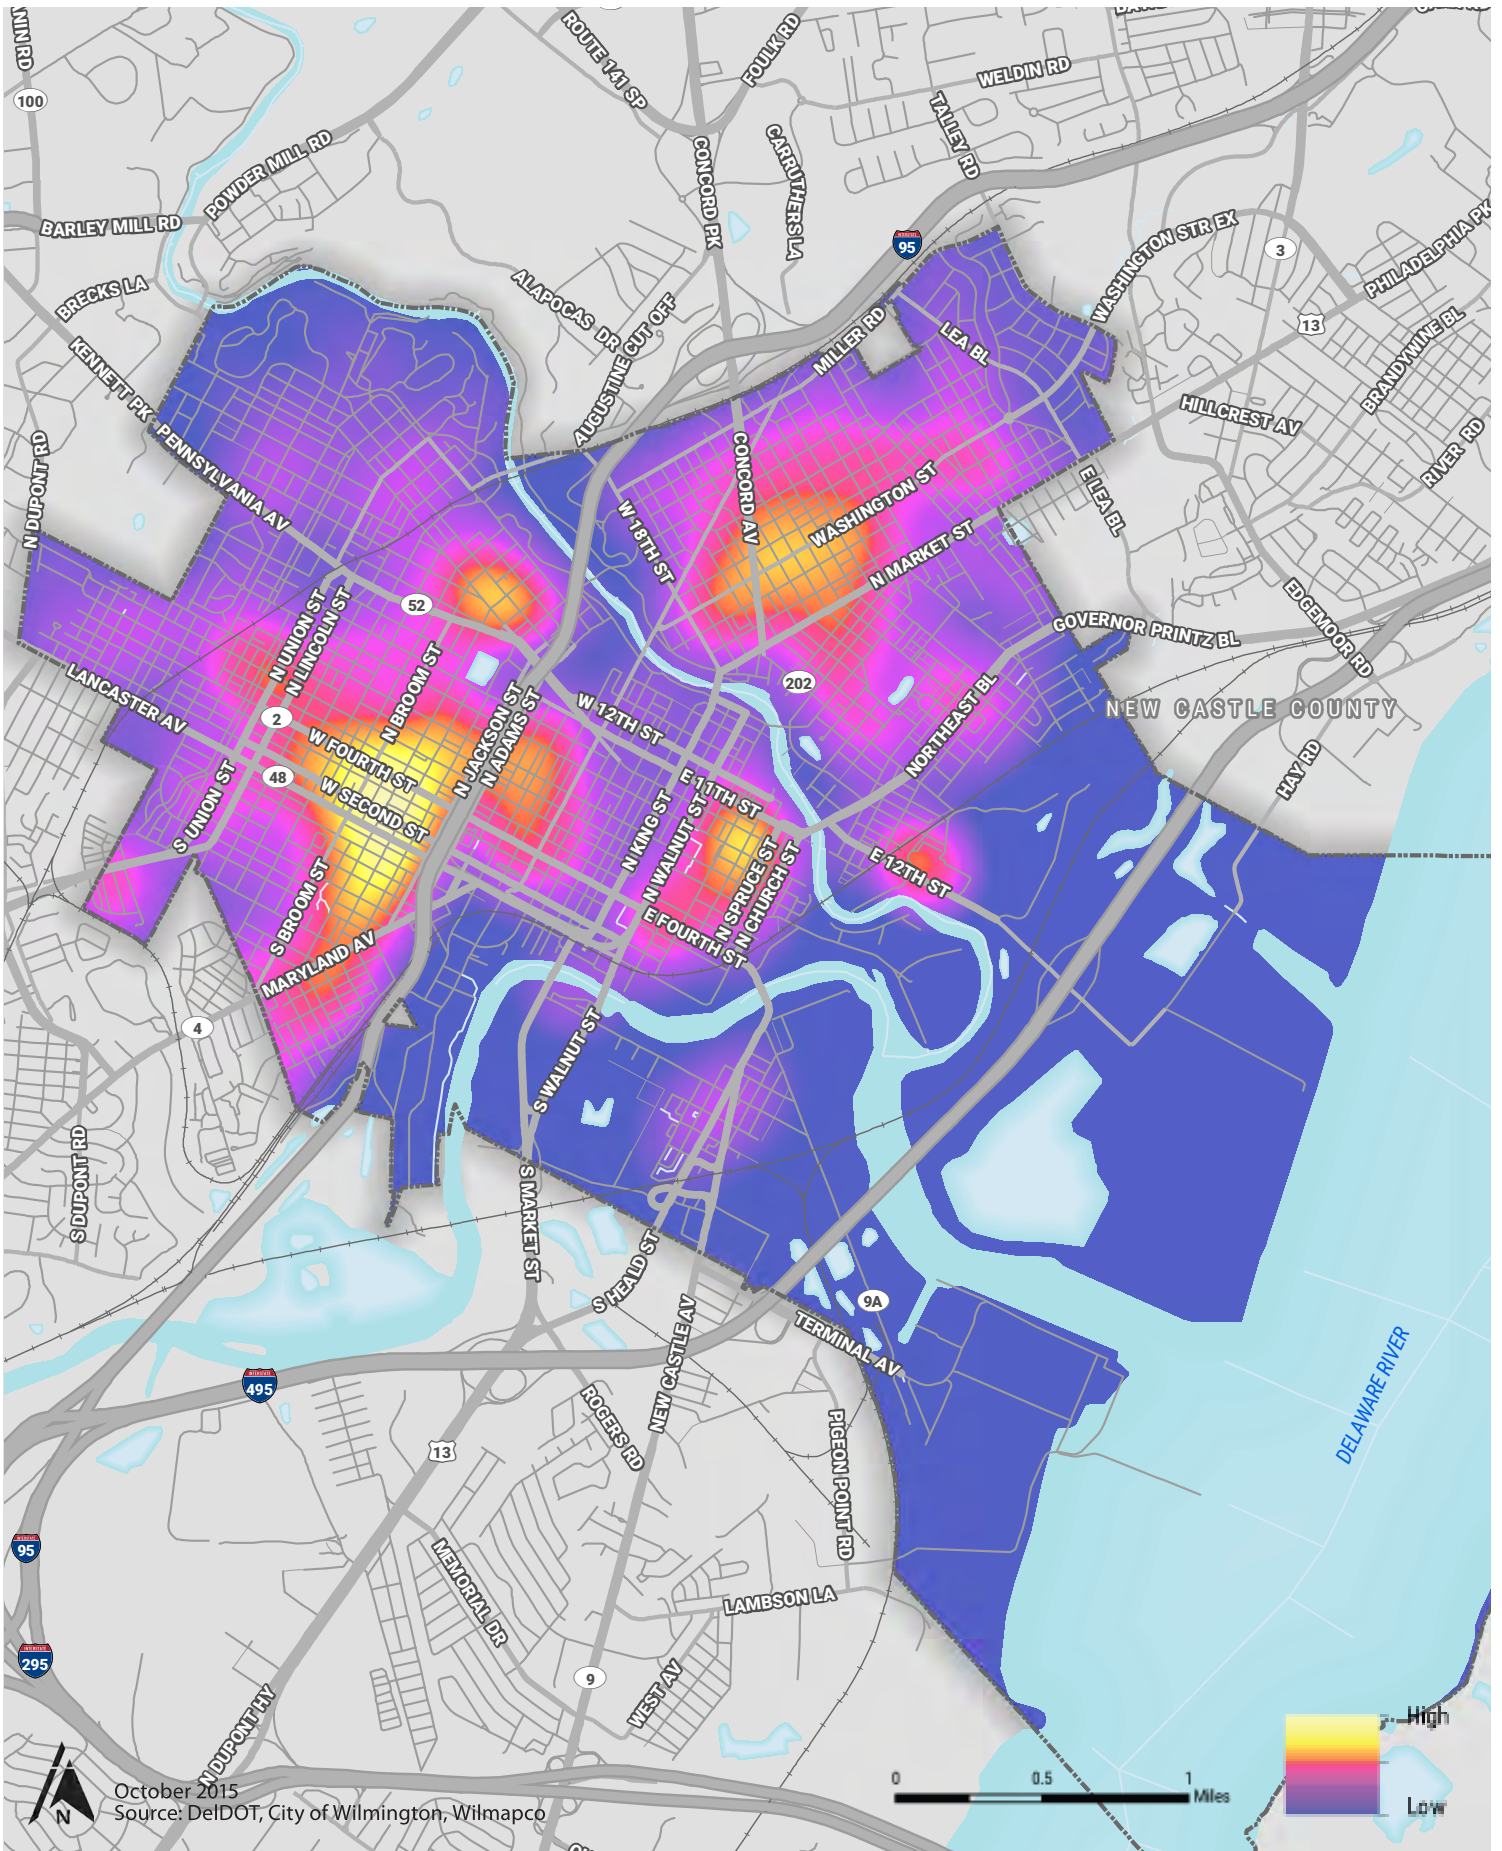 ROUTE 141 SP
FOULK RD
WELDIN RD
100
TALLEY RD
CARRUTHERS LA
CONCORD PK
POWDER MILL RD
BARLEY MILL RD
95
WASHINGTON STR EX
3
PHILADELPHIA PK
BRECKS LA
ALAPOCAS DR
AUGUSTINE CUT OFF
MILLER RD
LEA BL
13
BRANDYWINE BL
KENNETT PK
HILLCREST AV
RIVER RD
N DUPONT RD
PENNSYLVANIA AV
CONCORD AV
WASHINGTON ST
E LEA BL
W 18TH ST
N MARKET ST
52
N UNION ST
N LINCOLN ST
EDGEMOOR RD
GOVERNOR PRINTZ BL
LANCASTER AV
N BROOM ST
202
NEW CASTLE COUNTY
2
W 12TH ST
N JACKSON ST
N ADAMS ST
NORTHEAST BL
W FOURTH ST
48
W SECOND ST
E 11TH ST
HAY RD
S UNION ST
N KING ST
N WALNUT ST
N SPRUCE ST
N CHURCH ST
E 12TH ST
S BROOM ST
E FOURTH ST
MARYLAND AV
4
S WALNUT ST
S DUPONT RD
S MARKET ST
S HEALD ST
9A
TERMINAL AV
NEW CASTLE AV
495
DELAWARE RIVER
ROGERS RD
13
PIGEON POINT RD
95
MEMORIAL DR
LAMBSON LA
295
9
WEST AV
N DUPONT HY
High
Low
0 0.5 1
Miles
N
October 2015
Source: DelDOT, City of Wilmington, Wilmapco